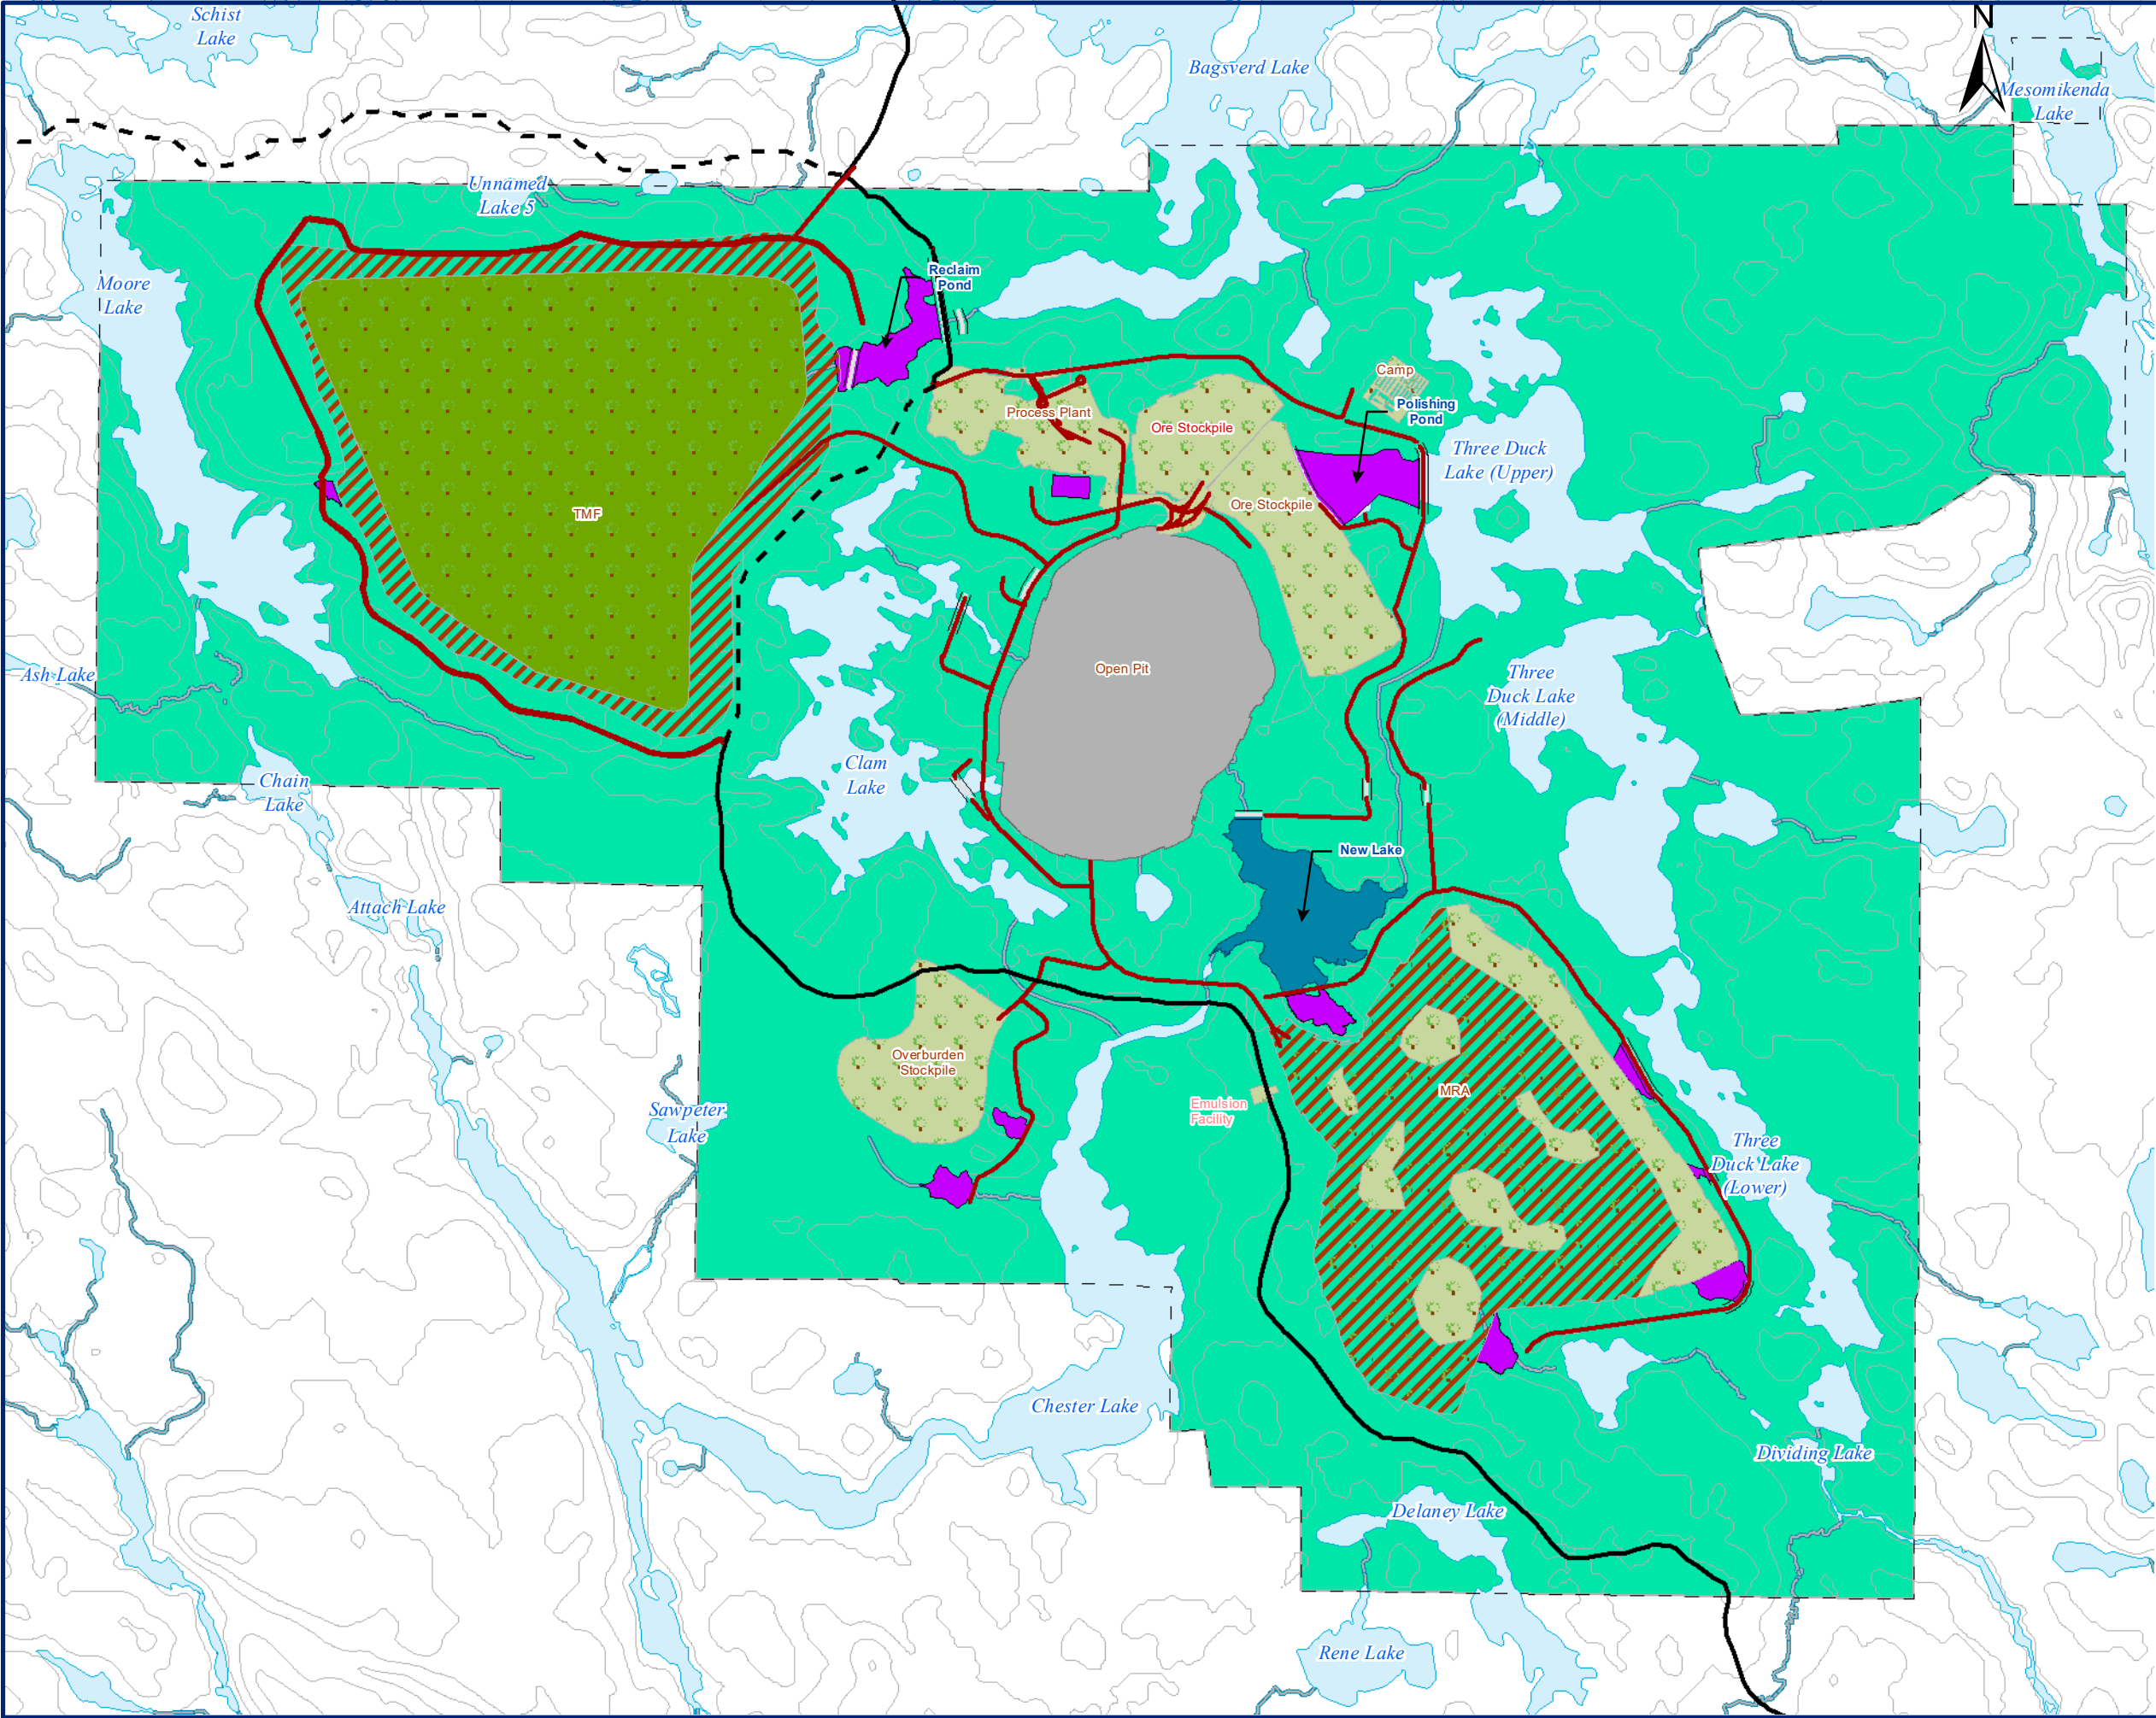 Schist
Lake
N
Bagsverd Lake
Mesomikenda
Lake
Unnamed
Lake 5
Moore
Lake
Reclaim
Pond
Camp
Polishing
Pond
Process Plant
Ore Stockpile
Three Duck
Lake (Upper)
Ore Stockpile
TMF
Open Pit
Ash Lake
Three
Duck Lake
(Middle)
Clam
Lake
Chain
Lake
New Lake
Attach Lake
Overburden
Stockpile
MRA
Emulsion
Facility
Sawpeter
Lake
Three
Duck Lake
(Lower)
Chester Lake
Dividing Lake
Delaney Lake
Rene Lake